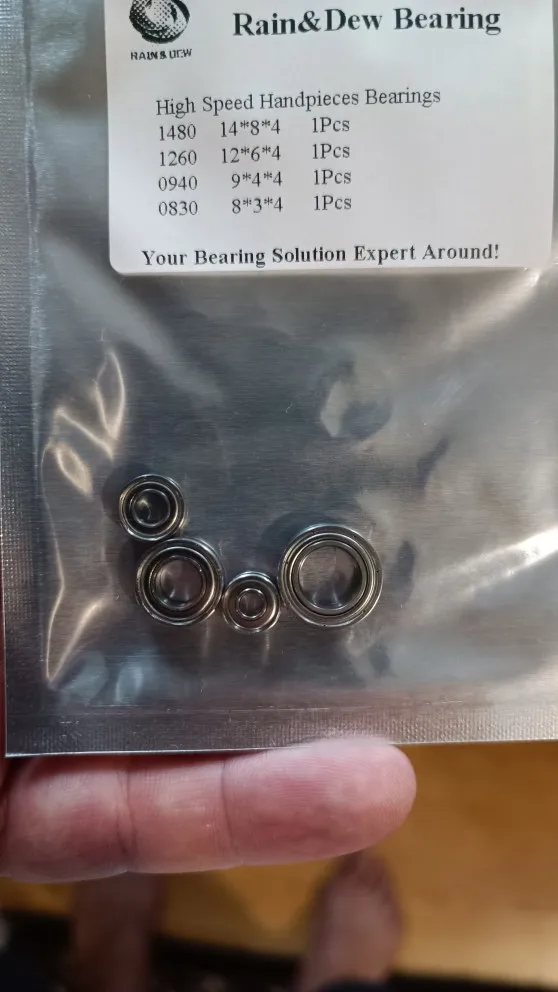 Rain&Dew Bearing
RAIN & DEW
High Speed Handpieces Bearings
1480 14*8*4 1Pcs
1260 12*6*4 1Pcs
0940 9*4*4 1Pcs
0830 8*3*4 1Pcs
Your Bearing Solution Expert Around!